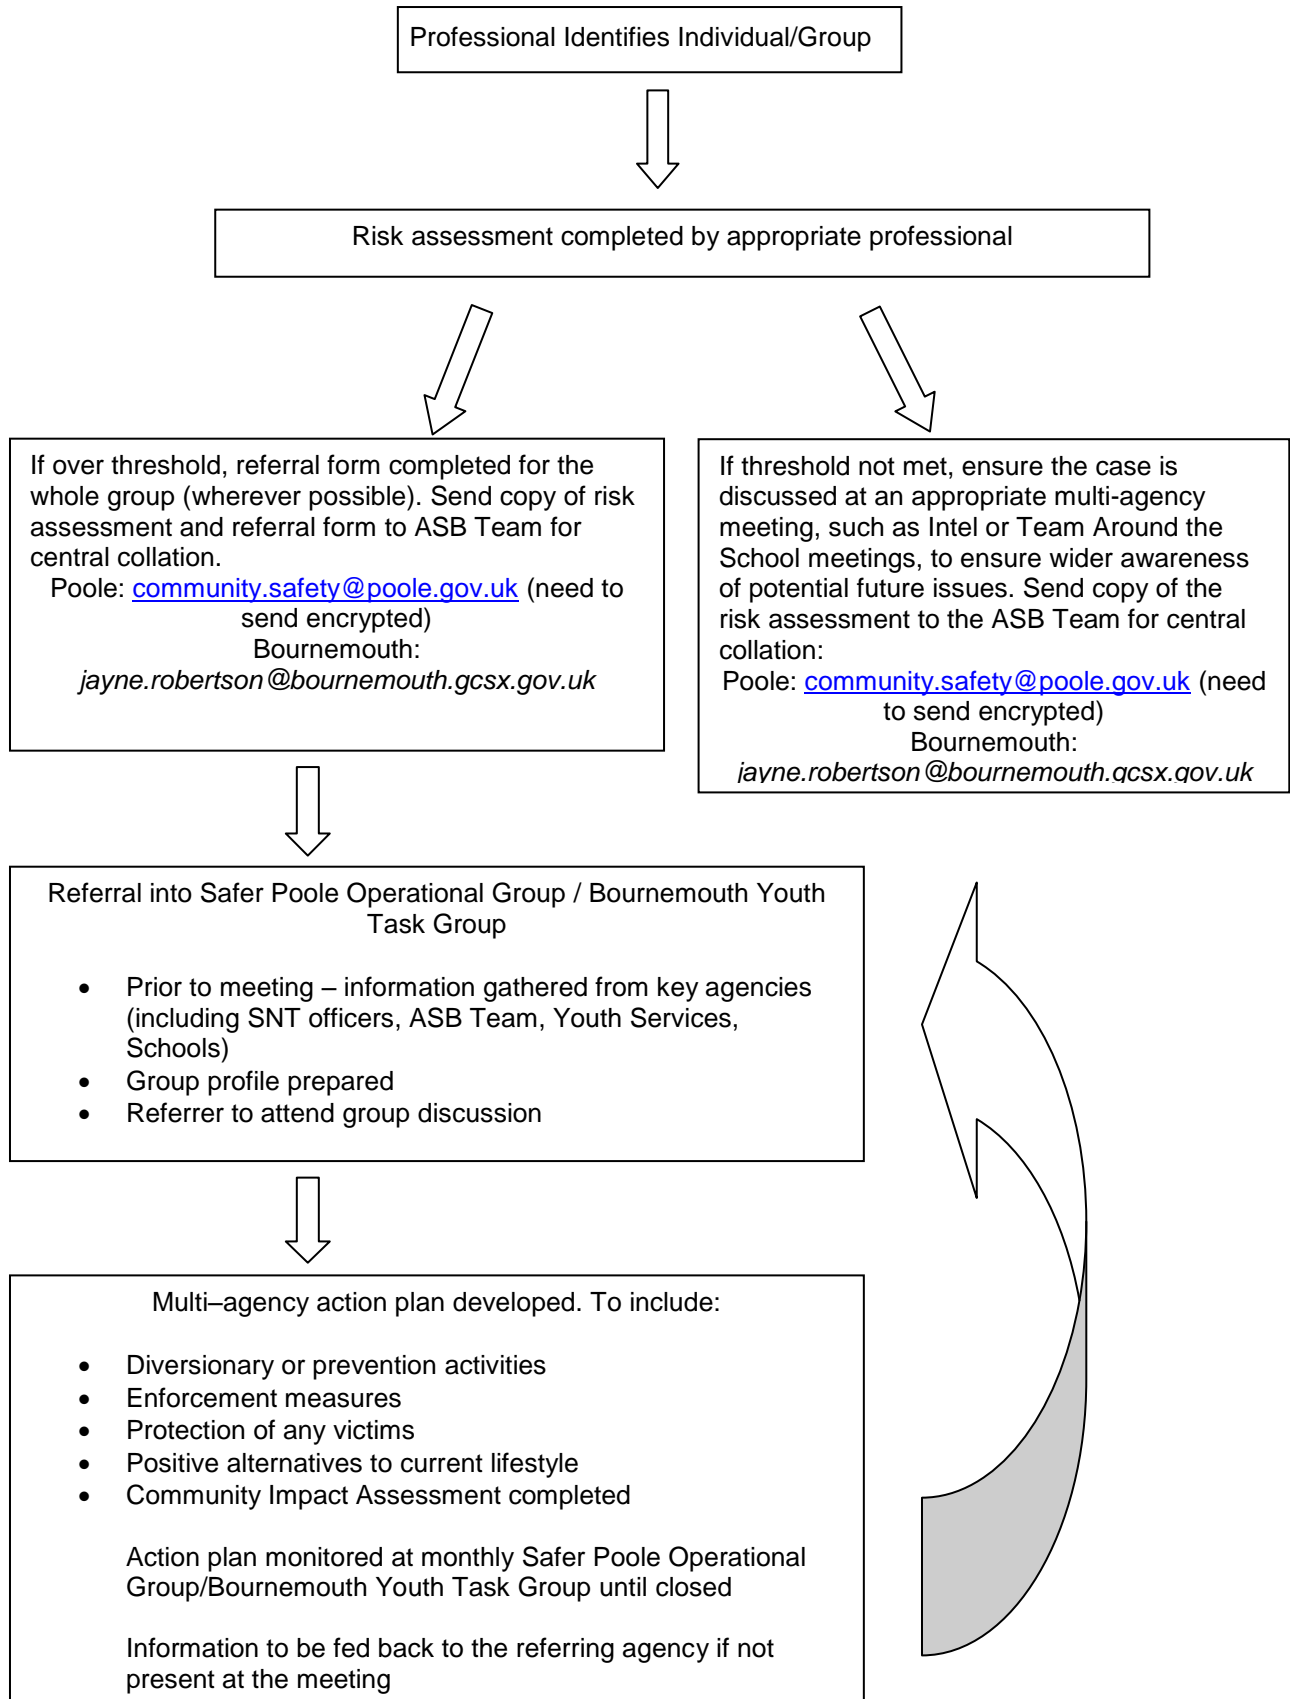 Professional Identifies Individual/Group
Risk assessment completed by appropriate professional
If over threshold, referral form completed for the
whole group (wherever possible). Send copy of risk
assessment and referral form to ASB Team for
central collation.
Poole: community.safety@poole.gov.uk (need to
send encrypted)
Bournemouth:
jayne.robertson@bournemouth.gcsx.gov.uk
If threshold not met, ensure the case is
discussed at an appropriate multi-agency
meeting, such as Intel or Team Around the
School meetings, to ensure wider awareness
of potential future issues. Send copy of the
risk assessment to the ASB Team for central
collation:
Poole: community.safety@poole.gov.uk (need
to send encrypted)
Bournemouth:
jayne.robertson@bournemouth.gcsx.gov.uk
Referral into Safer Poole Operational Group / Bournemouth Youth
Task Group
• Prior to meeting – information gathered from key agencies
(including SNT officers, ASB Team, Youth Services,
Schools)
• Group profile prepared
• Referrer to attend group discussion
Multi–agency action plan developed. To include:
• Diversionary or prevention activities
• Enforcement measures
• Protection of any victims
• Positive alternatives to current lifestyle
• Community Impact Assessment completed
Action plan monitored at monthly Safer Poole Operational
Group/Bournemouth Youth Task Group until closed
Information to be fed back to the referring agency if not
present at the meeting